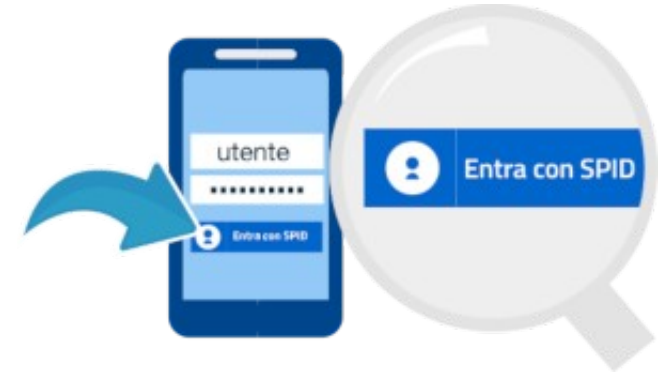 utente
••••••••••
Entra con SPID
Entra con SPID